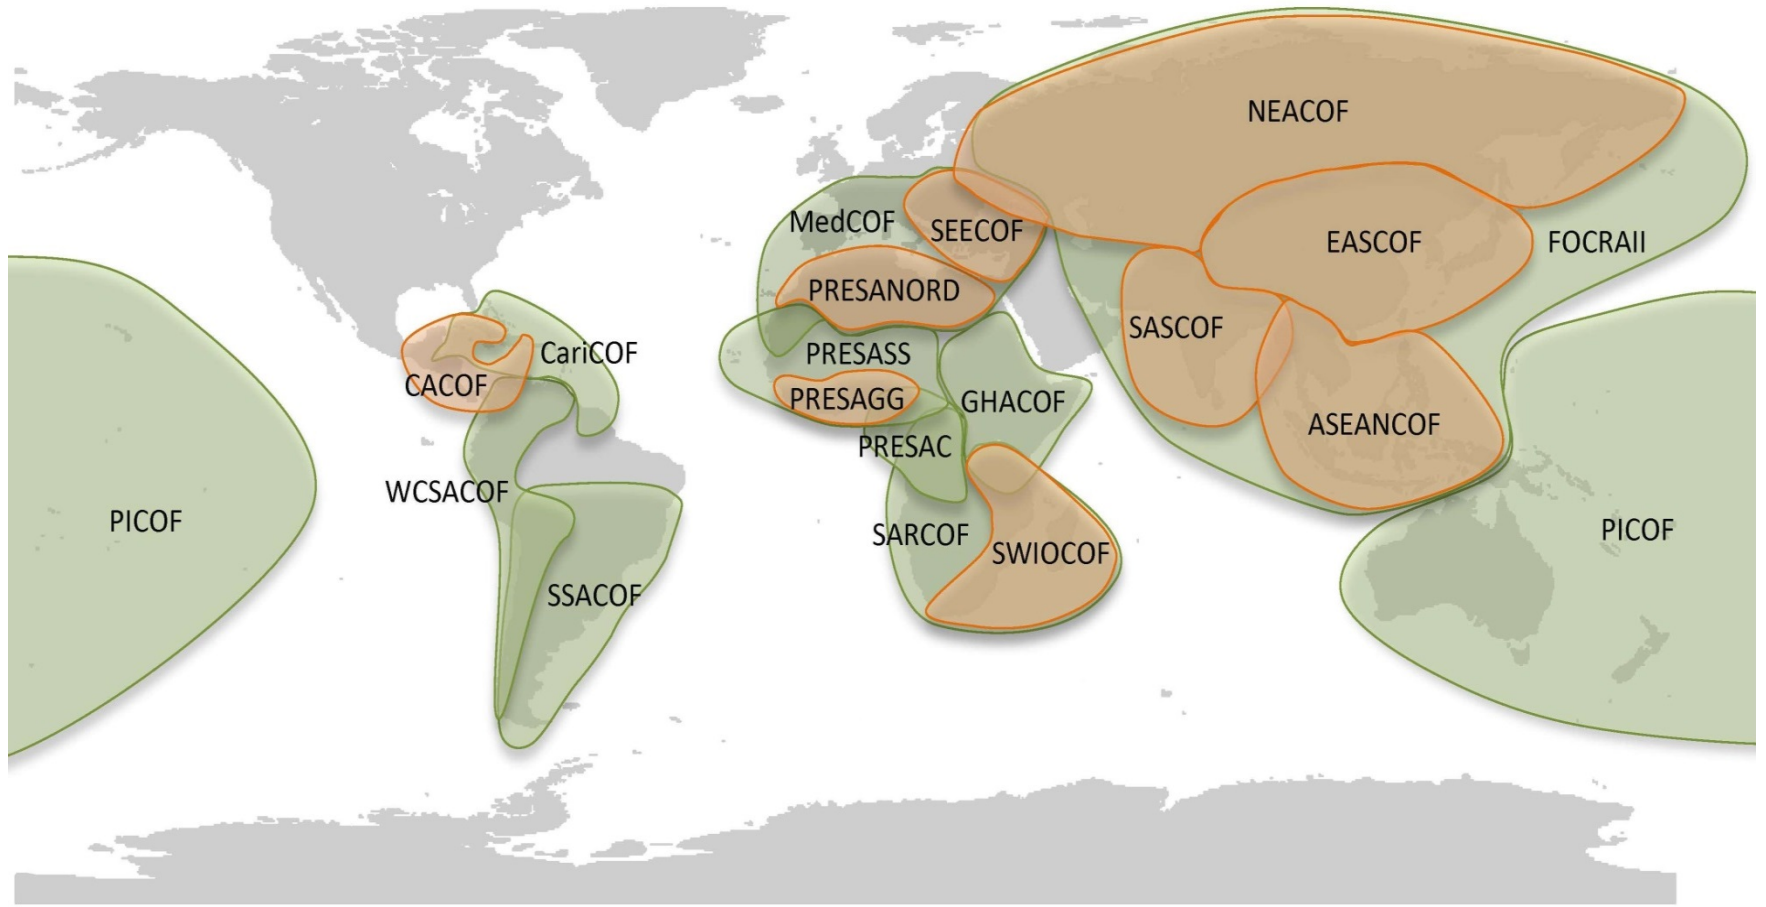 NEACOF
MedCOF
SEECOF
EASCOF
FOCRAII
PRESANORD
SASCOF
CariCOF
PRESASS
CACOF
PRESAGG
GHACOF
ASEANCOF
PRESAC
WCSACOF
PICOF
SARCOF
PICOF
SWIOCOF
SSACOF